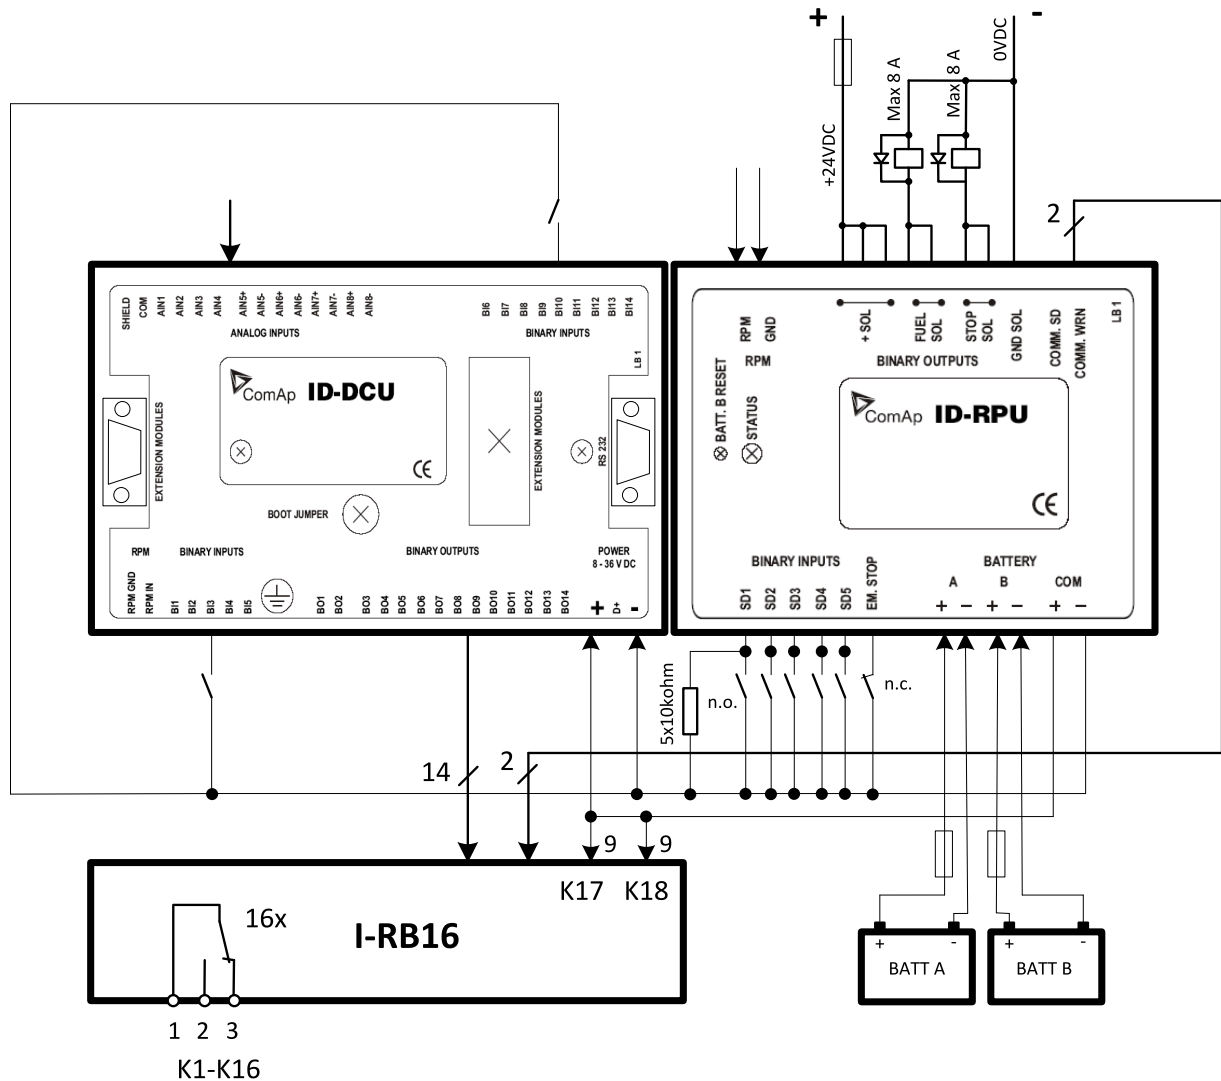 + -
0VDC
Max 8 A
Max 8 A
+24VDC
2
SHIELD
COM
AIN1
AIN2
AIN3
AIN4
AIN5+
AIN5-
AIN6+
AIN6-
AIN7+
AIN7-
AIN8+
AIN8-
ANALOG INPUTS
BI6
BI7
BI8
BI9
BI10
BI11
BI12
BI13
BI14
BINARY INPUTS
LB 1
ComAp ID-DCU
CE
EXTENSION MODULES
EXTENSION MODULES
RS 232
BOOT JUMPER
RPM
BINARY INPUTS
BINARY OUTPUTS
POWER
8 - 36 V DC
RPM GND
RPM IN
BI1
BI2
BI3
BI4
BI5
BO1
BO2
BO3
BO4
BO5
BO6
BO7
BO8
BO9
BO10
BO11
BO12
BO13
BO14
+
D+
-
RPM
GND
RPM
+ SOL
FUEL
SOL
STOP
SOL
GND SOL
COMM. SD
COMM. WRN
LB 1
BINARY OUTPUTS
BATT. B RESET
STATUS
ComAp ID-RPU
CE
BINARY INPUTS
BATTERY
SD1
SD2
SD3
SD4
SD5
EM. STOP
A B COM
+ - + - + -
5x10kohm
n.o.
n.c.
14
2
9 9
K17 K18
16x
I-RB16
1 2 3
K1-K16
+ -
BATT A
+ -
BATT B